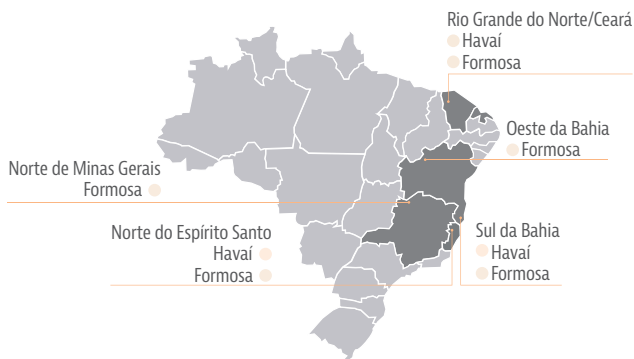 Rio Grande do Norte/Ceará
Havaí
Formosa
Oeste da Bahia
Formosa
Norte de Minas Gerais
Formosa
Norte do Espírito Santo
Havaí
Formosa
Sul da Bahia
Havaí
Formosa